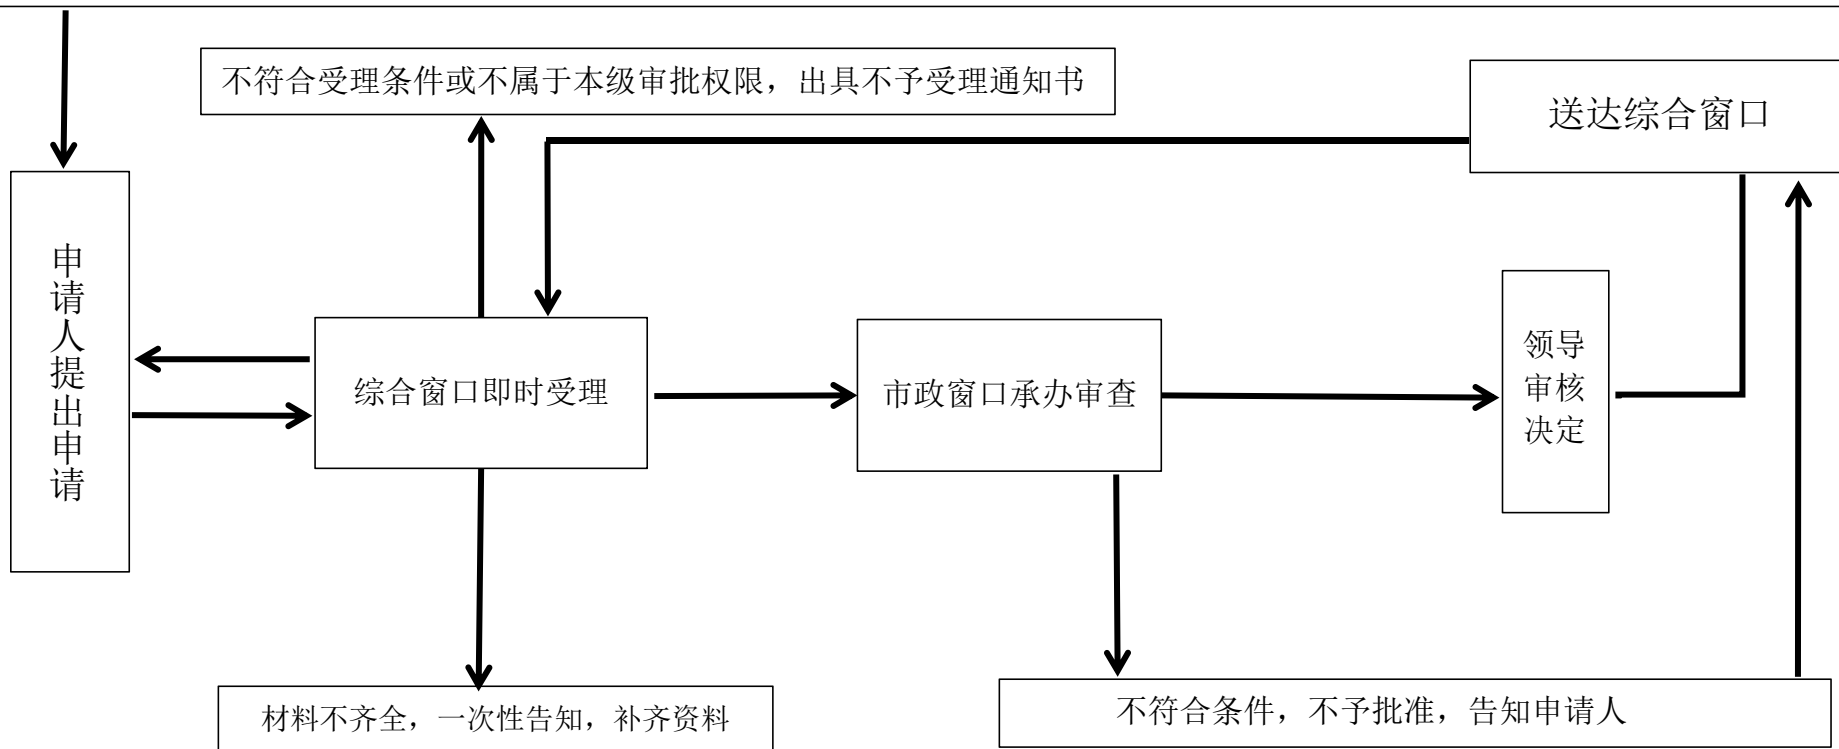 不符合受理条件或不属于本级审批权限，出具不予受理通知书
送达综合窗口
申请人提出申请
综合窗口即时受理
市政窗口承办审查
领导
审核
决定
材料不齐全，一次性告知，补齐资料
不符合条件，不予批准，告知申请人